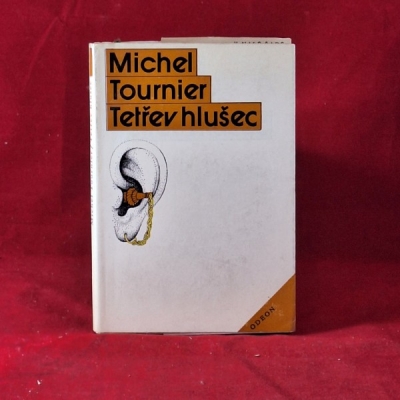 Michel
Tournier
Tetřev hlušec
ODEON